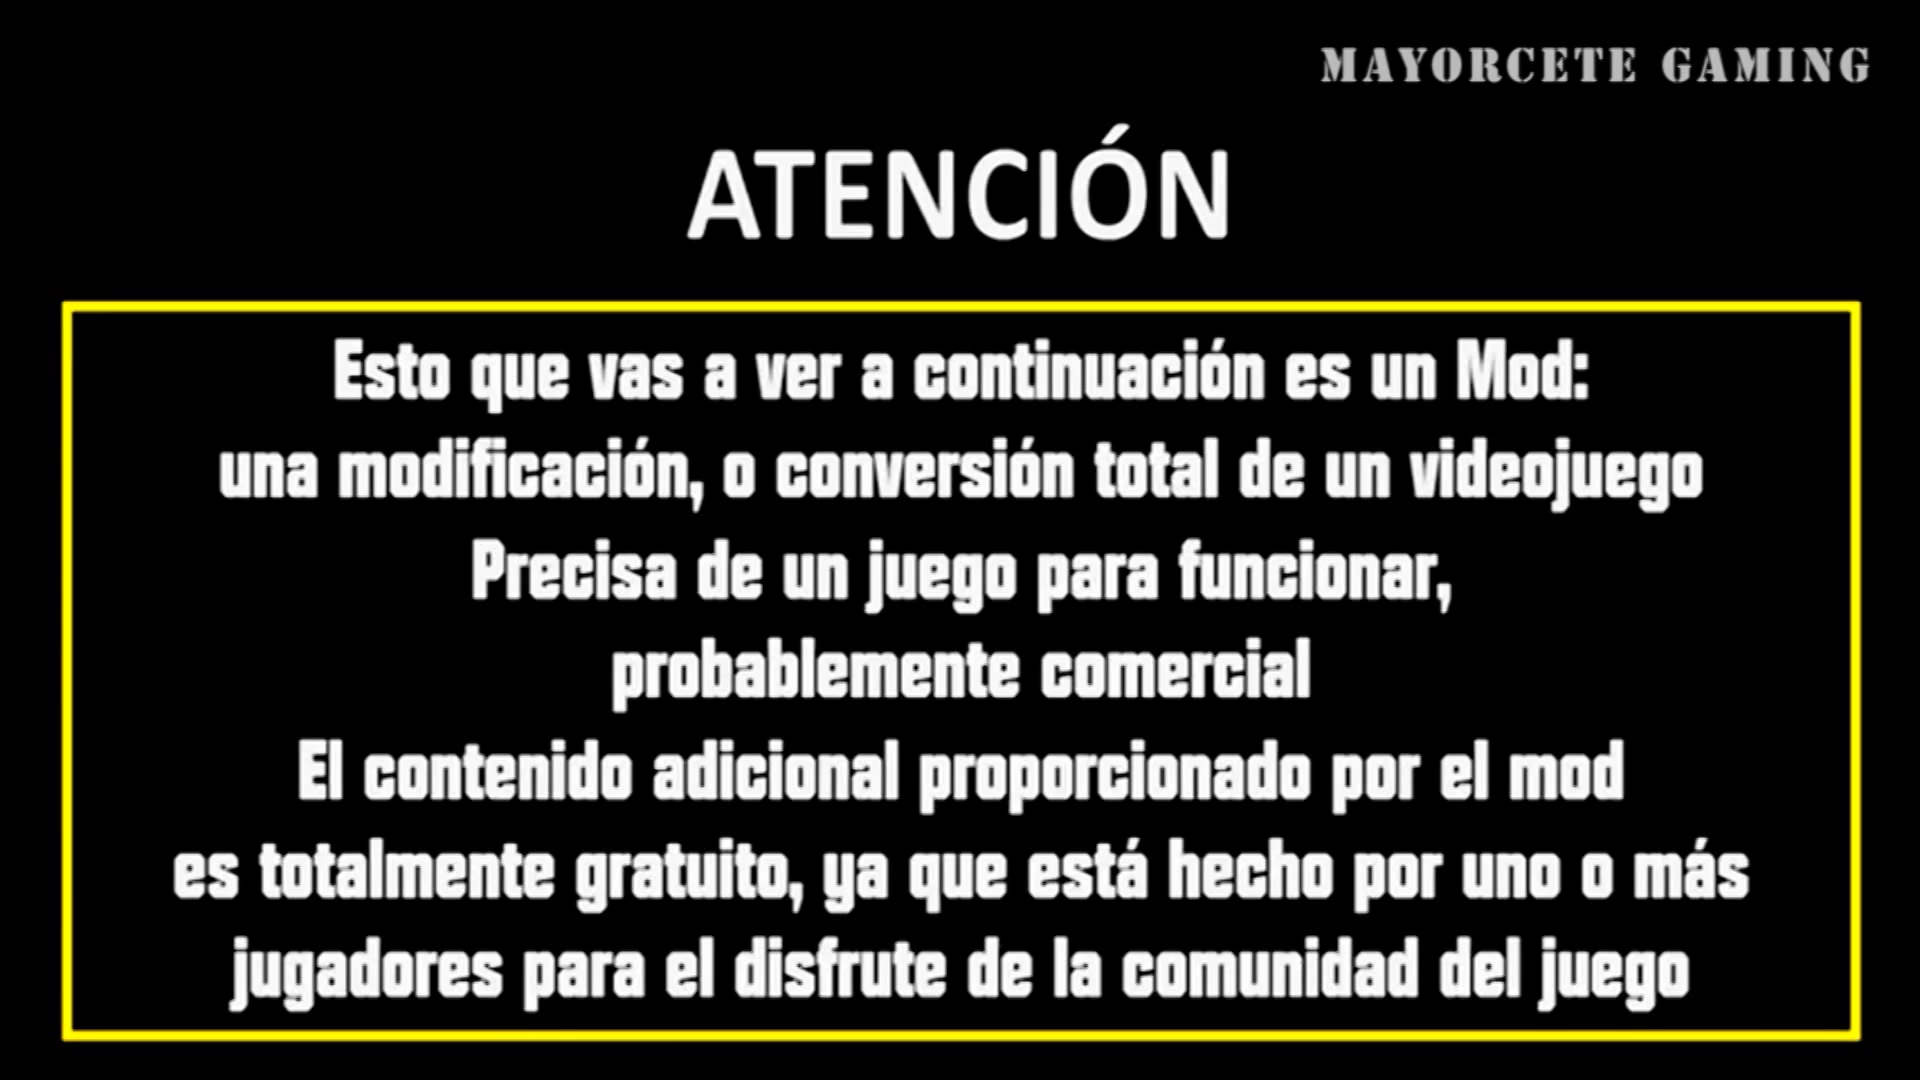 MAYORCETE GAMING
ATENCIÓN
Esto que vas a ver a continuación es un Mod:
una modificación, o conversión total de un videojuego
Precisa de un juego para funcionar,
probablemente comercial
El contenido adicional proporcionado por el mod
es totalmente gratuito, ya que está hecho por uno o más
jugadores para el disfrute de la comunidad del juego